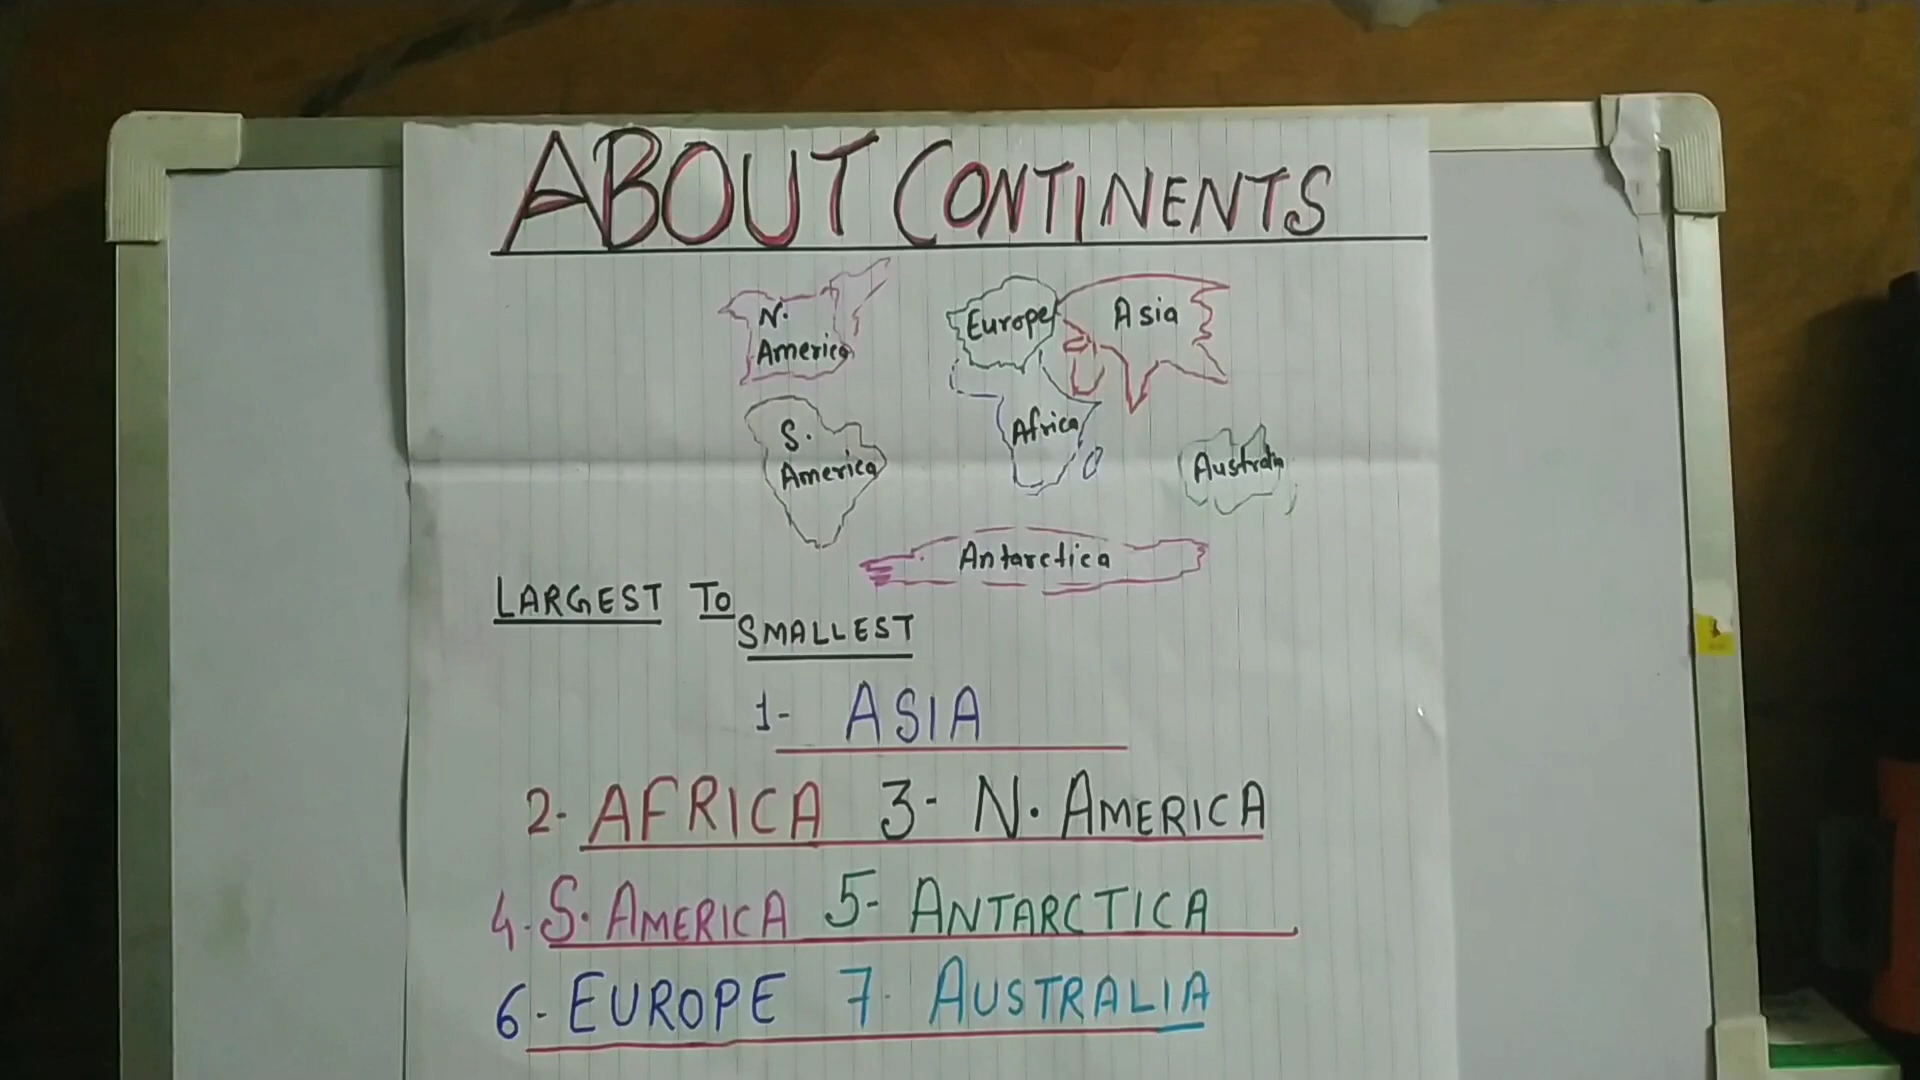 ABOUT CONTINENTS
N.
America
Europe
Asia
S.
America
Africa
Australia
Antarctica
LARGEST TO
SMALLEST
1- ASIA
2- AFRICA 3- N. AMERICA
4- S. AMERICA 5- ANTARCTICA
6- EUROPE 7- AUSTRALIA